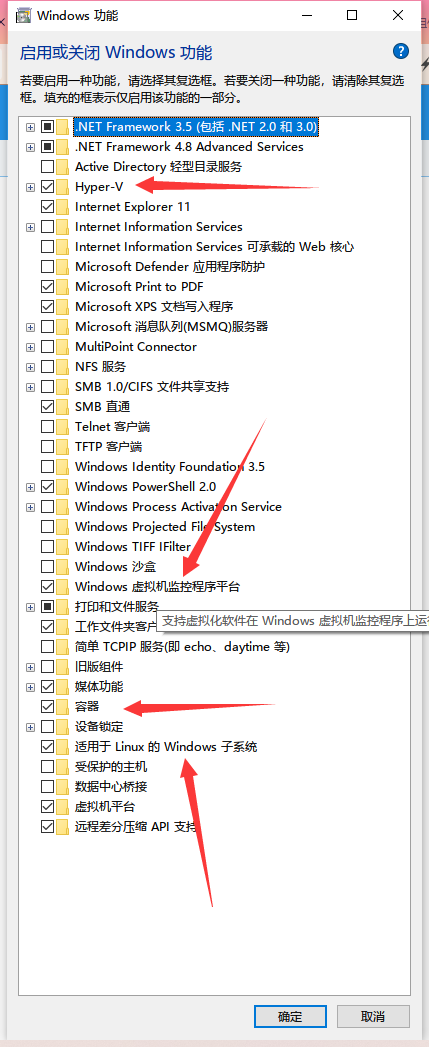 Windows 功能
启用或关闭 Windows 功能
若要启用一种功能，请选择其复选框。若要关闭一种功能，请清除其复选
框。填充的框表示仅启用该功能的一部分。
.NET Framework 3.5 (包括 .NET 2.0 和 3.0)
.NET Framework 4.8 Advanced Services
Active Directory 轻型目录服务
Hyper-V
Internet Explorer 11
Internet Information Services
Internet Information Services 可承载的 Web 核心
Microsoft Defender 应用程序防护
Microsoft Print to PDF
Microsoft XPS 文档写入程序
Microsoft 消息队列(MSMQ)服务器
MultiPoint Connector
NFS 服务
SMB 1.0/CIFS 文件共享支持
SMB 直通
Telnet 客户端
TFTP 客户端
Windows Identity Foundation 3.5
Windows PowerShell 2.0
Windows Process Activation Service
Windows Projected File System
Windows TIFF IFilter
Windows 沙盒
Windows 虚拟机监控程序平台
打印和文件服务
支持虚拟化软件在 Windows 虚拟机监控程序上运行
工作文件夹客户
简单 TCPIP 服务(即 echo、daytime 等)
旧版组件
媒体功能
容器
设备锁定
适用于 Linux 的 Windows 子系统
受保护的主机
数据中心桥接
虚拟机平台
远程差分压缩 API 支持
确定
取消